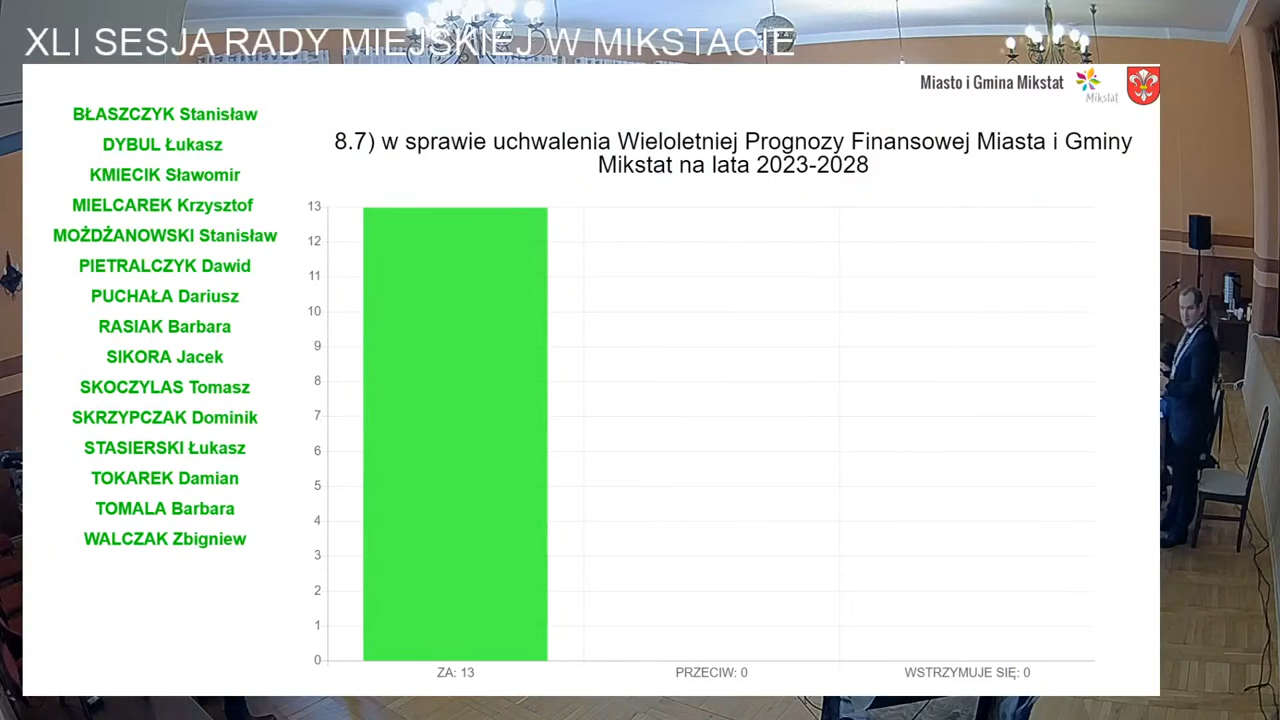 XLI SESJA RADY MIEJSKIEJ W MIKSTACIE
Miasto i Gmina Mikstat
Mikstat
BŁASZCZYK Stanisław
DYBUL Łukasz
KMIECIK Sławomir
MIELCAREK Krzysztof
MOŻDŻANOWSKI Stanisław
PIETRALCZYK Dawid
PUCHAŁA Dariusz
RASIAK Barbara
SIKORA Jacek
SKOCZYLAS Tomasz
SKRZYPCZAK Dominik
STASIERSKI Łukasz
TOKAREK Damian
TOMALA Barbara
WALCZAK Zbigniew
8.7) w sprawie uchwalenia Wieloletniej Prognozy Finansowej Miasta i Gminy
Mikstat na lata 2023-2028
13
12
11
10
9
8
7
6
5
4
3
2
1
0
ZA: 13
PRZECIW: 0
WSTRZYMUJE SIĘ: 0